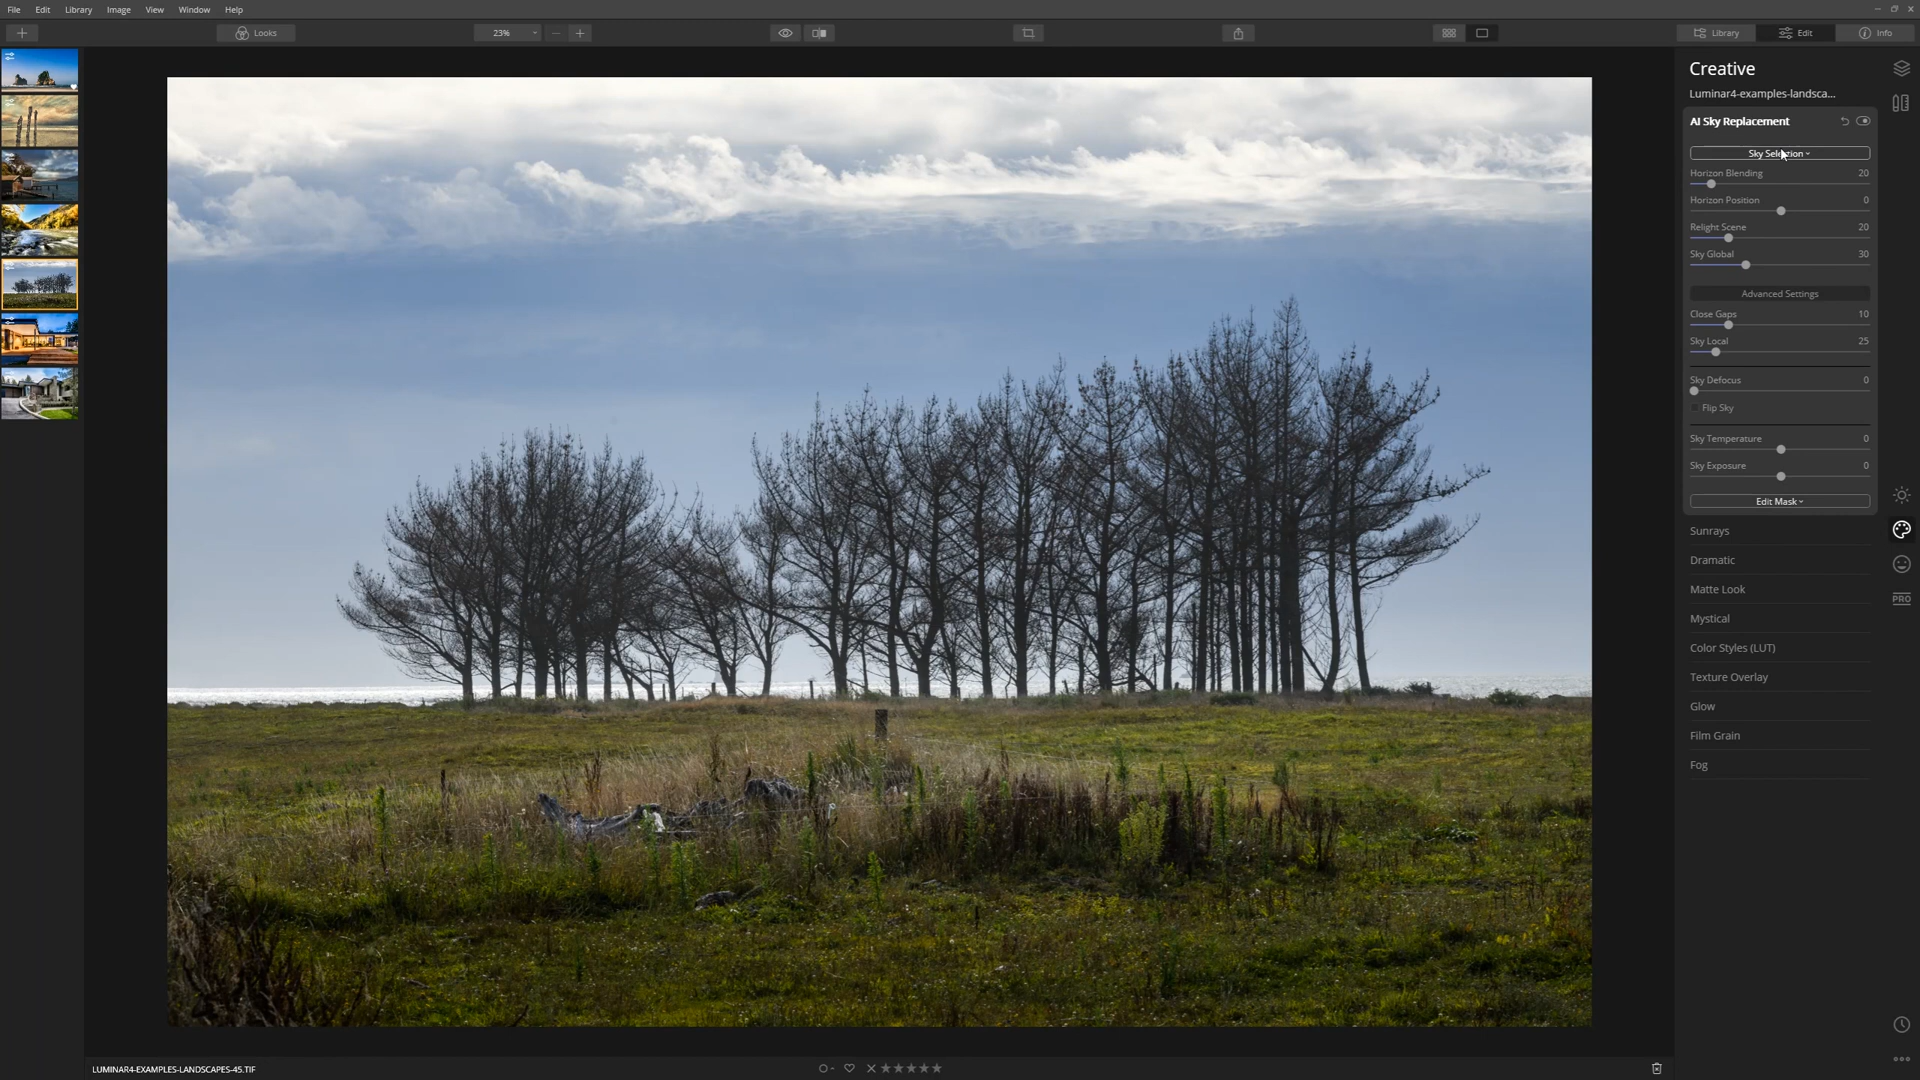 File Edit Library Image View Window Help
Looks 23% Library Edit Info
Creative
Luminar4-examples-landsca...
AI Sky Replacement
Sky Selection
Horizon Blending 20
Horizon Position 0
Relight Scene 20
Sky Global 30
Advanced Settings
Close Gaps 10
Sky Local 25
Sky Defocus 0
Flip Sky
Sky Temperature 0
Sky Exposure 0
Edit Mask
Sunrays
Dramatic
Matte Look
PRO
Mystical
Color Styles (LUT)
Texture Overlay
Glow
Film Grain
Fog
LUMINAR4-EXAMPLES-LANDSCAPES-45.TIF